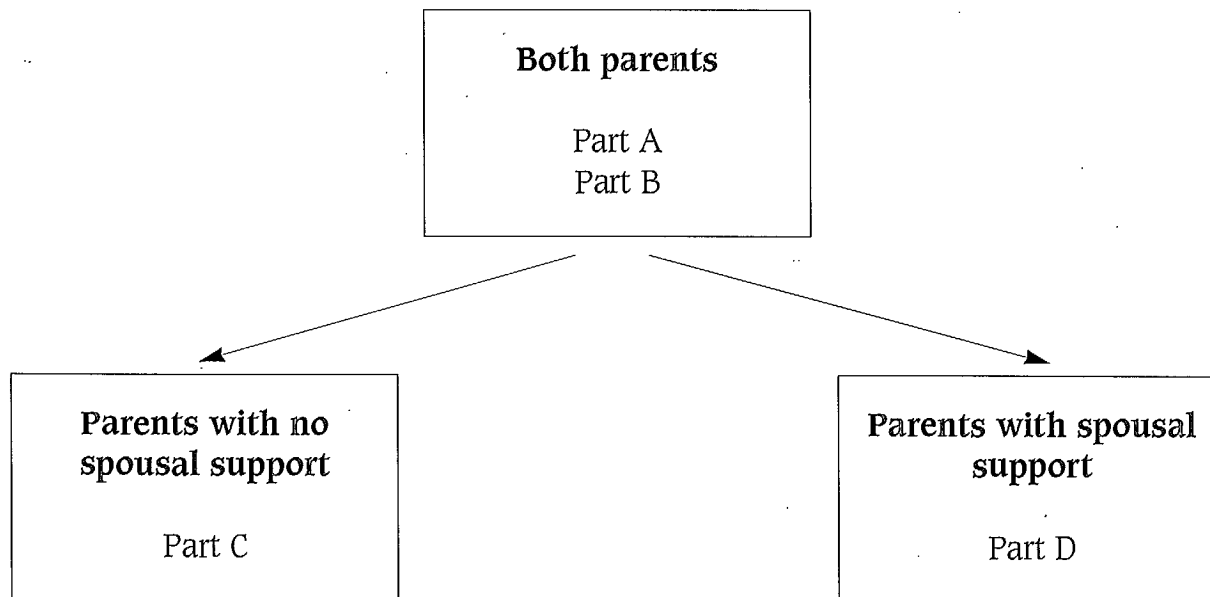 Both parents
Part A
Part B
Parents with no
spousal support
Part C
Parents with spousal
support
Part D